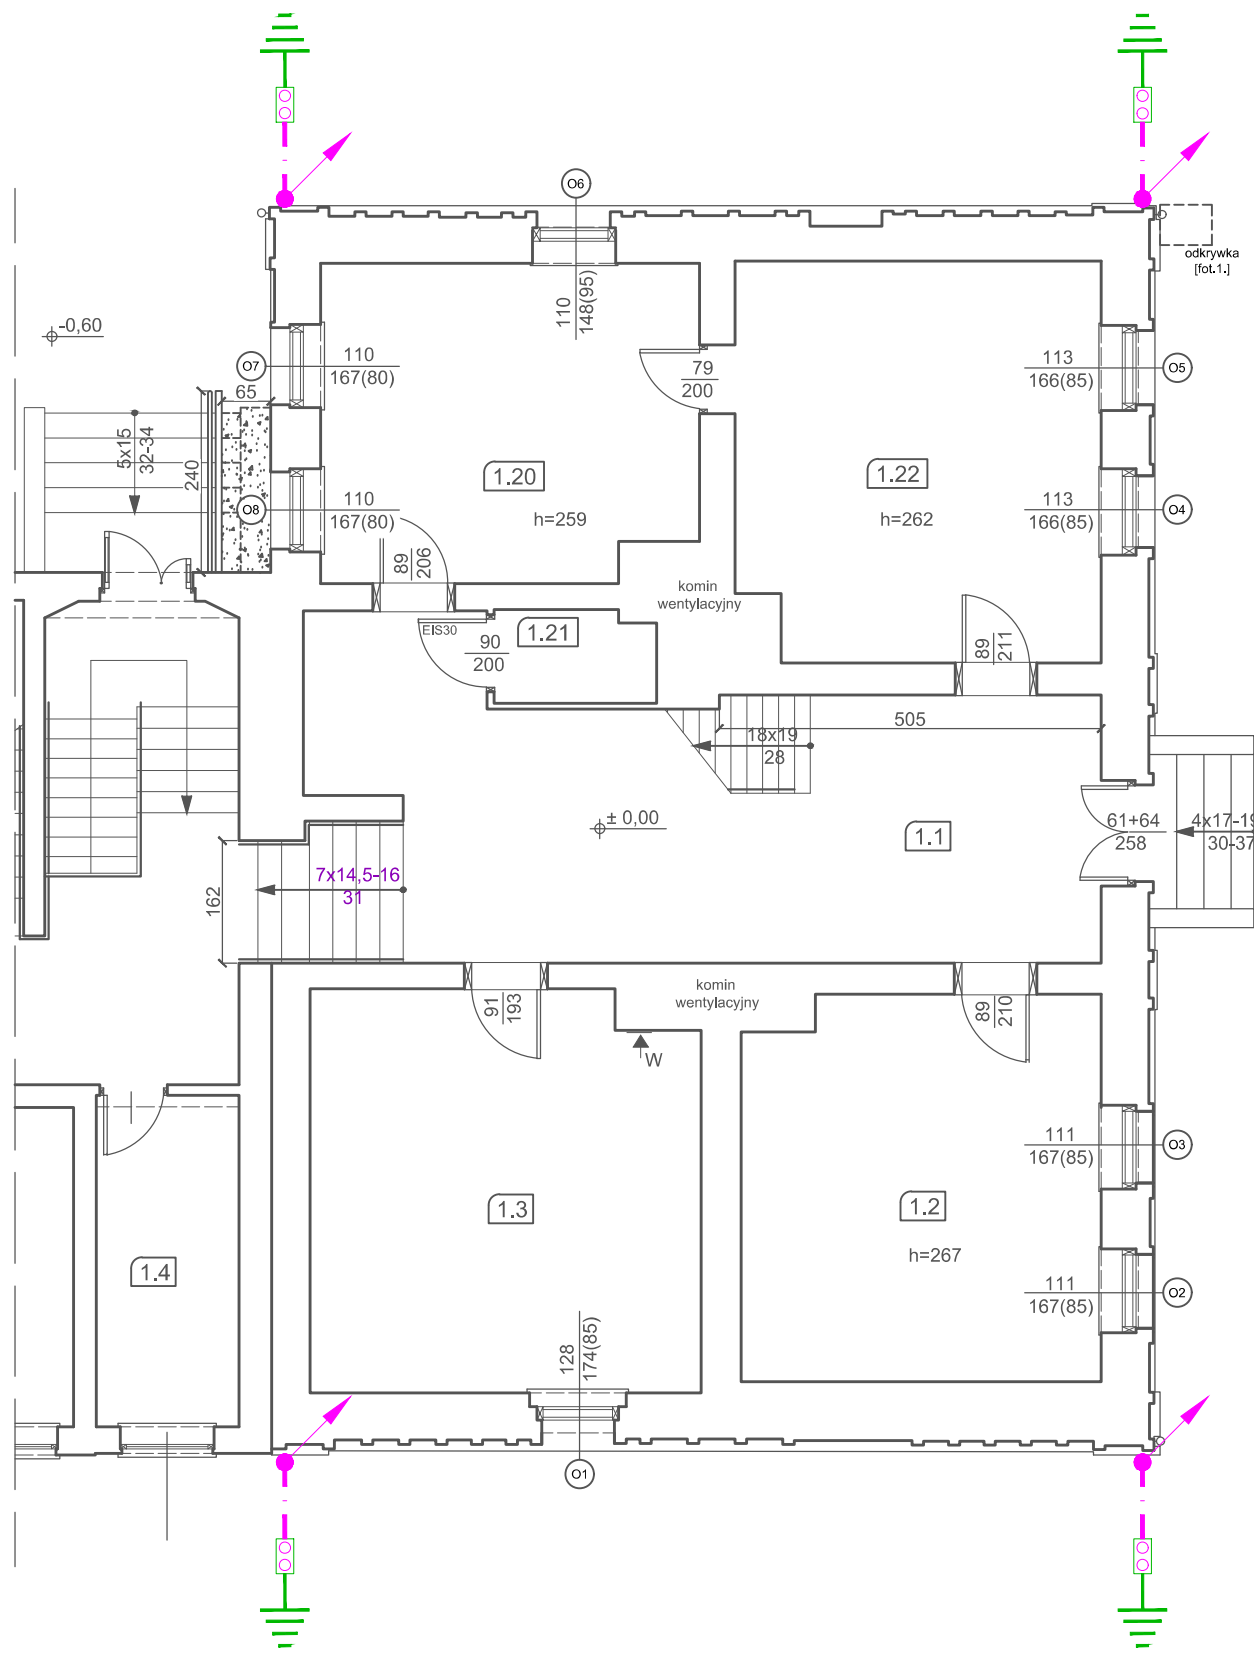 O6
odkrywka
[fot.1.]
110
148(95)
-0,60
O7
110
167(80)
79
200
113
166(85)
O5
65
5x15
32-34
240
1.20
1.22
O8
110
167(80)
h=259
h=262
113
166(85)
O4
89
206
komin
wentylacyjny
EIS30
1.21
90
200
89
211
505
18x19
28
± 0,00
1.1
61+64
258
4x17-19
30-37
7x14,5-16
31
162
komin
wentylacyjny
91
193
89
210
W
111
167(85)
O3
1.3
1.2
h=267
1.4
111
167(85)
O2
128
174(85)
O1